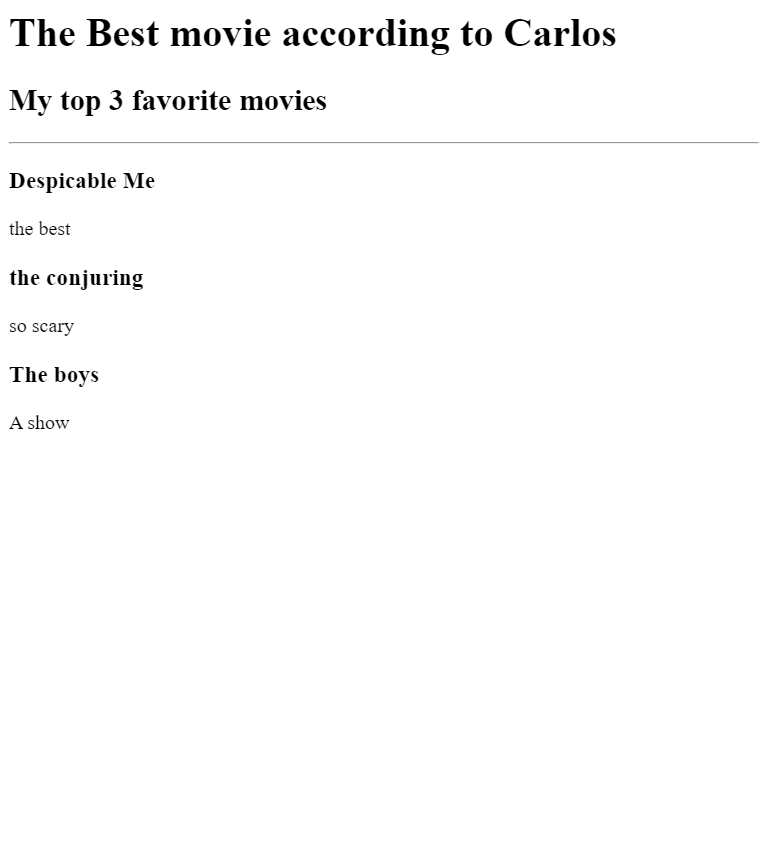 The Best movie according to Carlos
My top 3 favorite movies
Despicable Me
the best
the conjuring
so scary
The boys
A show